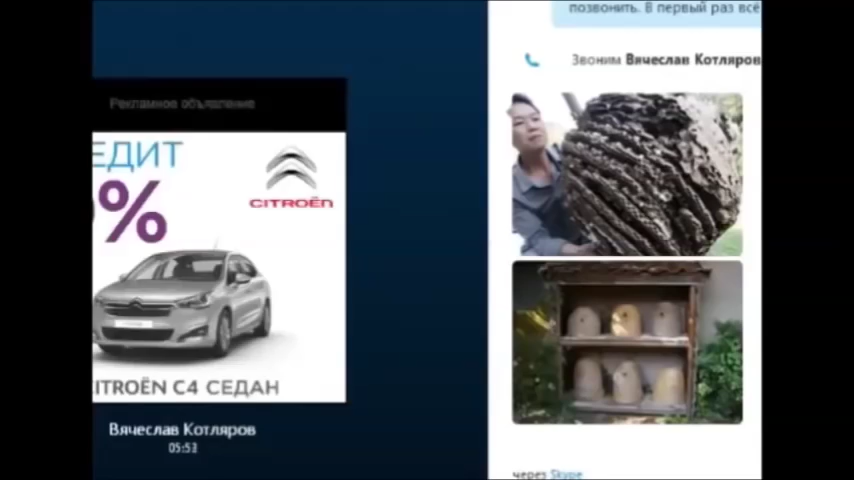 Рекламное объявление
ЕДИТ
%
CITROËN
CITROËN C4 СЕДАН
Вячеслав Котляров
05:53
позвонить. В первый раз всё
Звоним Вячеслав Котляров
через Skype